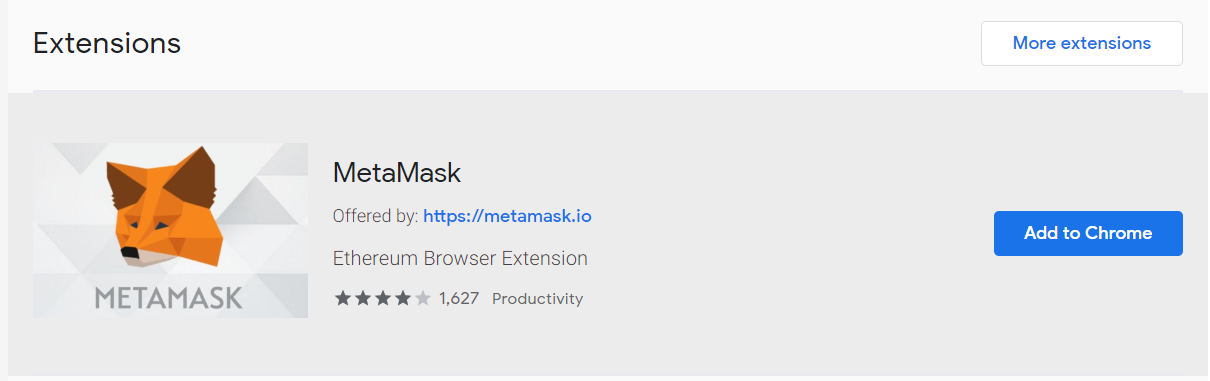 Extensions
More extensions
METAMASK
MetaMask
Offered by: https://metamask.io
Ethereum Browser Extension
1,627 Productivity
Add to Chrome